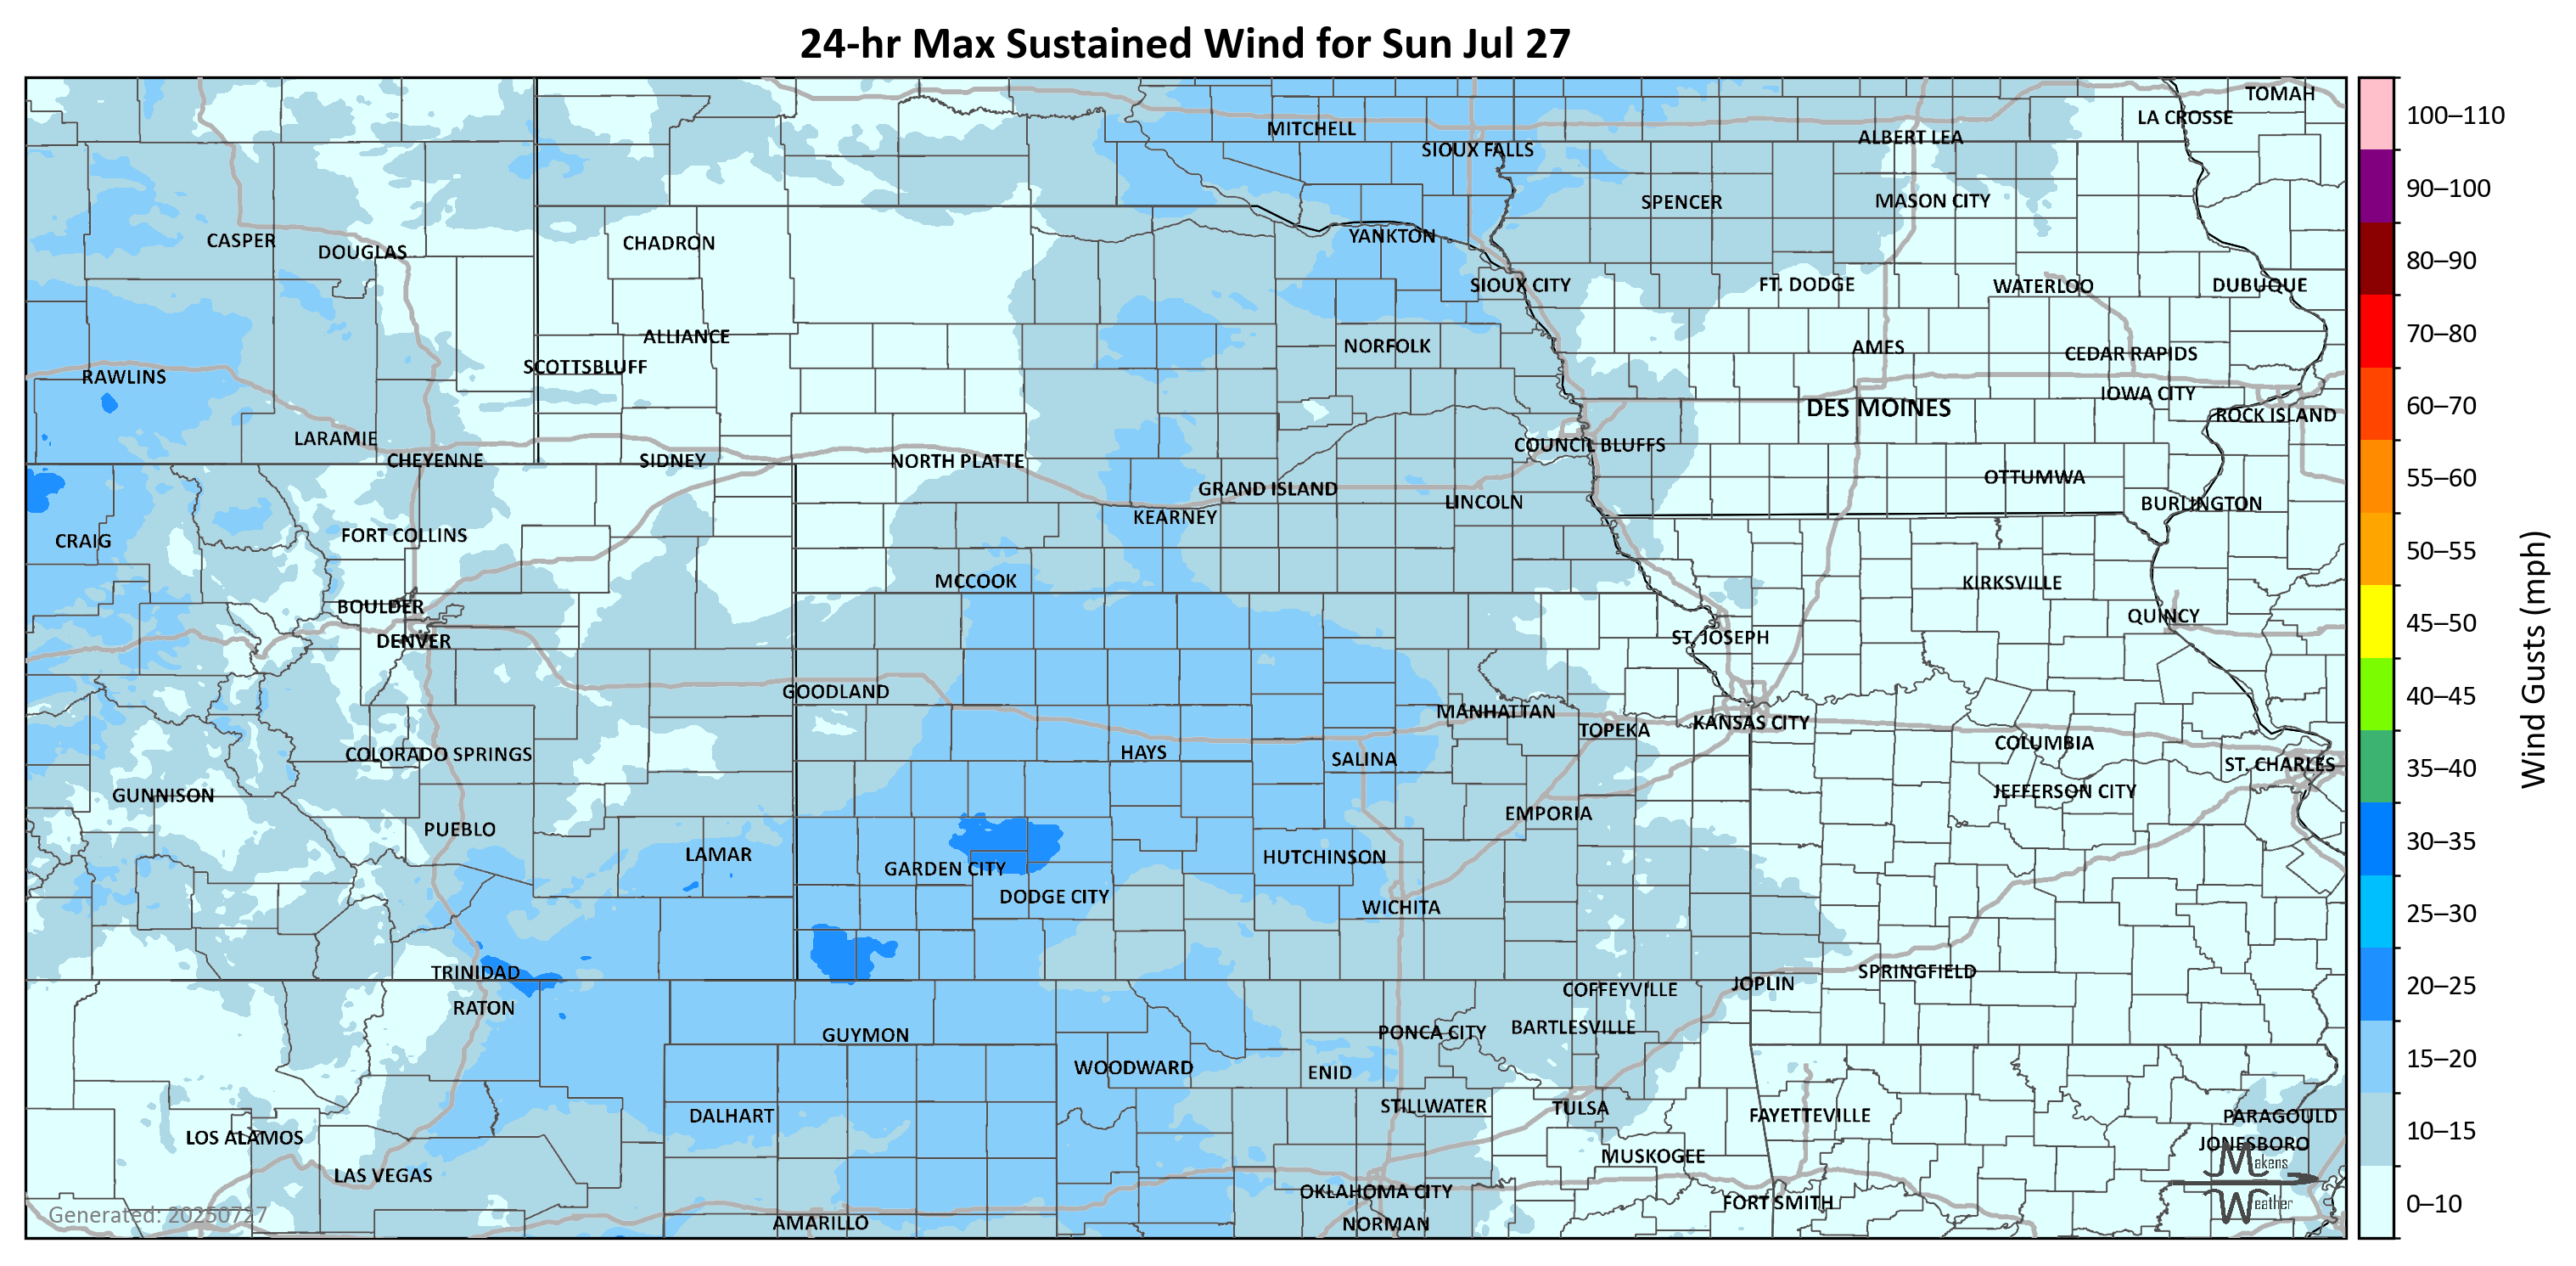 24-hr Max Sustained Wind for Sun Jul 27
TOMAH
LA CROSSE
MITCHELL
ALBERT LEA
SIOUX FALLS
SPENCER
MASON CITY
CASPER
DOUGLAS
CHADRON
YANKTON
SIOUX CITY
FT. DODGE
WATERLOO
DUBUQUE
ALLIANCE
NORFOLK
AMES
CEDAR RAPIDS
SCOTTSBLUFF
RAWLINS
IOWA CITY
DES MOINES
ROCK ISLAND
LARAMIE
COUNCIL BLUFFS
CHEYENNE
SIDNEY
NORTH PLATTE
OTTUMWA
GRAND ISLAND
LINCOLN
BURLINGTON
KEARNEY
CRAIG
FORT COLLINS
MCCOOK
KIRKSVILLE
BOULDER
QUINCY
DENVER
ST. JOSEPH
GOODLAND
MANHATTAN
TOPEKA
KANSAS CITY
COLORADO SPRINGS
HAYS
SALINA
COLUMBIA
ST. CHARLES
GUNNISON
JEFFERSON CITY
EMPORIA
PUEBLO
LAMAR
GARDEN CITY
HUTCHINSON
DODGE CITY
WICHITA
TRINIDAD
SPRINGFIELD
JOPLIN
COFFEYVILLE
RATON
GUYMON
PONCA CITY
BARTLESVILLE
WOODWARD
ENID
STILLWATER
TULSA
DALHART
FAYETTEVILLE
PARAGOULD
LOS ALAMOS
JONESBORO
LAS VEGAS
MUSKOGEE
OKLAHOMA CITY
FORT SMITH
AMARILLO
NORMAN
Makens
Weather
Generated: 20250727
100–110
90–100
80–90
70–80
60–70
55–60
50–55
45–50
40–45
35–40
30–35
25–30
20–25
15–20
10–15
0–10
Wind Gusts (mph)